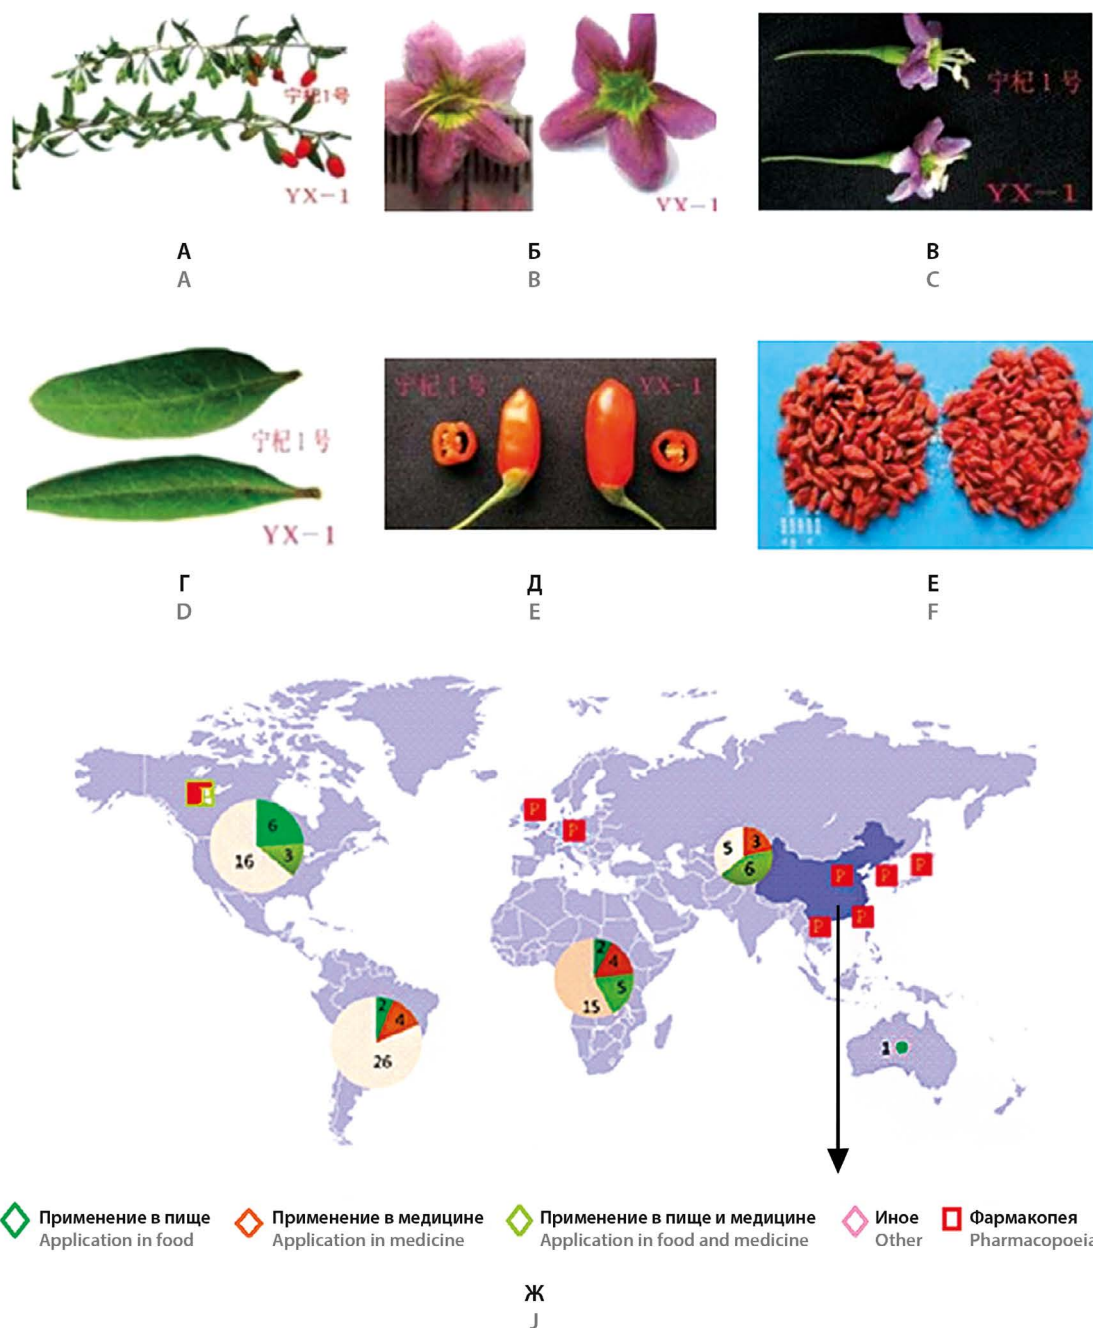 宁杞1号
YX-1
YX-1
宁杞1号
YX-1
А
A
Б
B
В
C
宁杞1号
YX-1
宁杞1号
YX-1
Г
D
Д
E
Е
F
6
3
16
5
3
6
P
P
P
P
P
P
P
2
4
5
15
2
4
26
1
Применение в пище
Application in food
Применение в медицине
Application in medicine
Применение в пище и медицине
Application in food and medicine
Иное
Other
Фармакопея
Pharmacopoeia
Ж
J